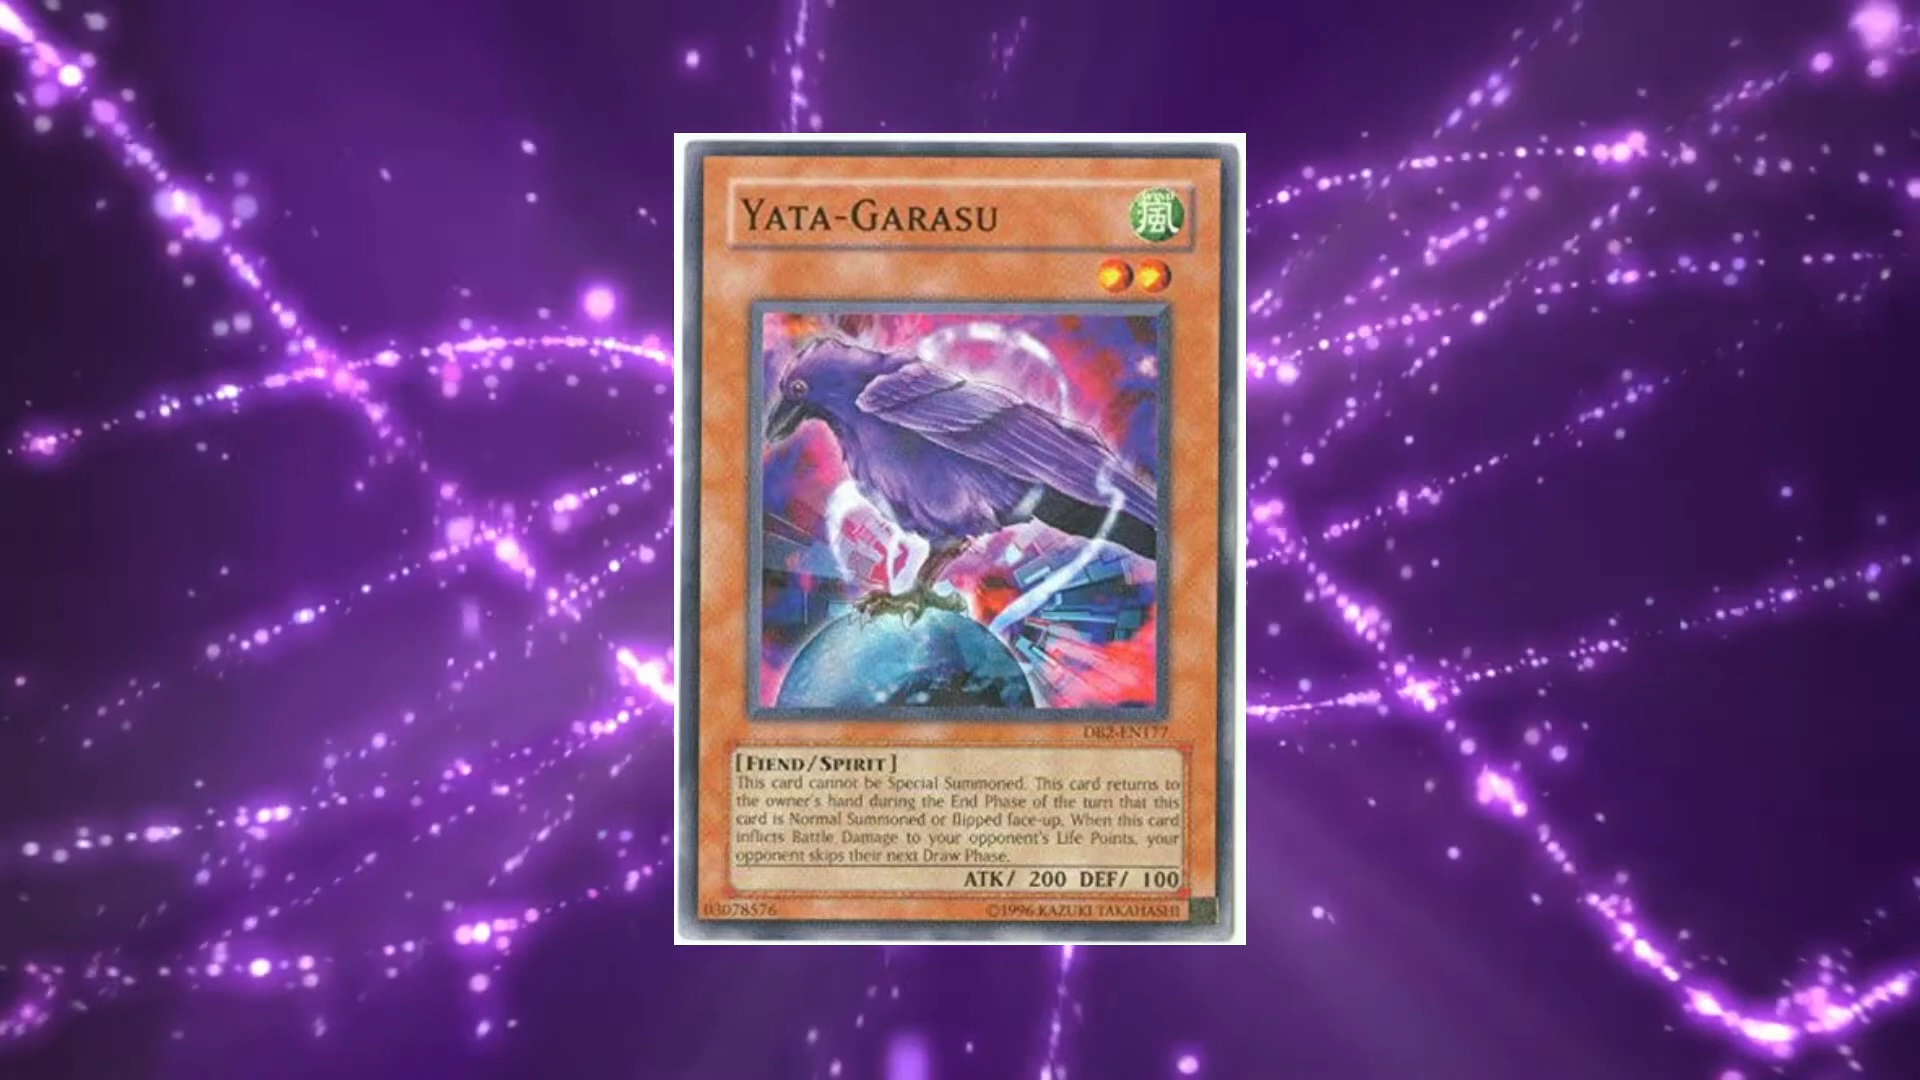 YATA-GARASU
DB2-EN177
[FIEND/SPIRIT]
This card cannot be Special Summoned. This card returns to
the owner's hand during the End Phase of the turn that this
card is Normal Summoned or flipped face-up. When this card
inflicts Battle Damage to your opponent's Life Points, your
opponent skips their next Draw Phase.
ATK/ 200 DEF/ 100
03078576
©1996 KAZUKI TAKAHASHI